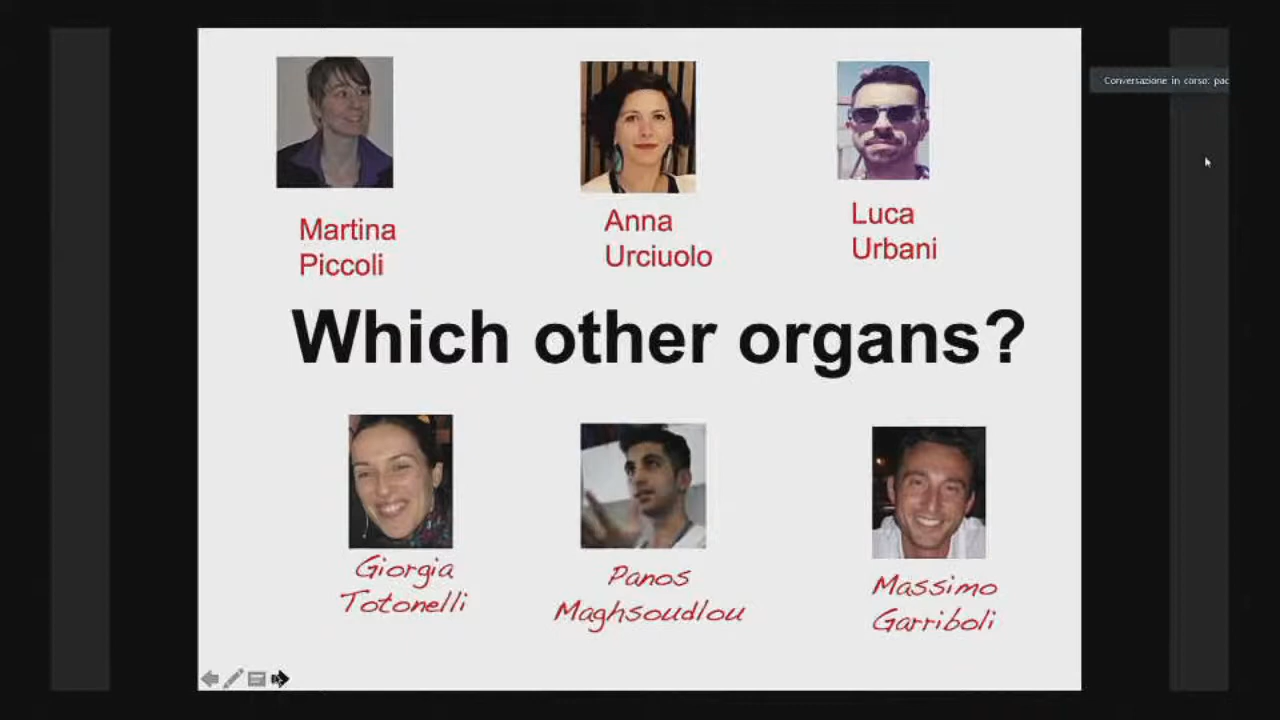 Conversazione in corso: pac
Martina
Piccoli
Anna
Urciuolo
Luca
Urbani
Which other organs?
Giorgia
Totonelli
Panos
Maghsoudlou
Massimo
Garriboli